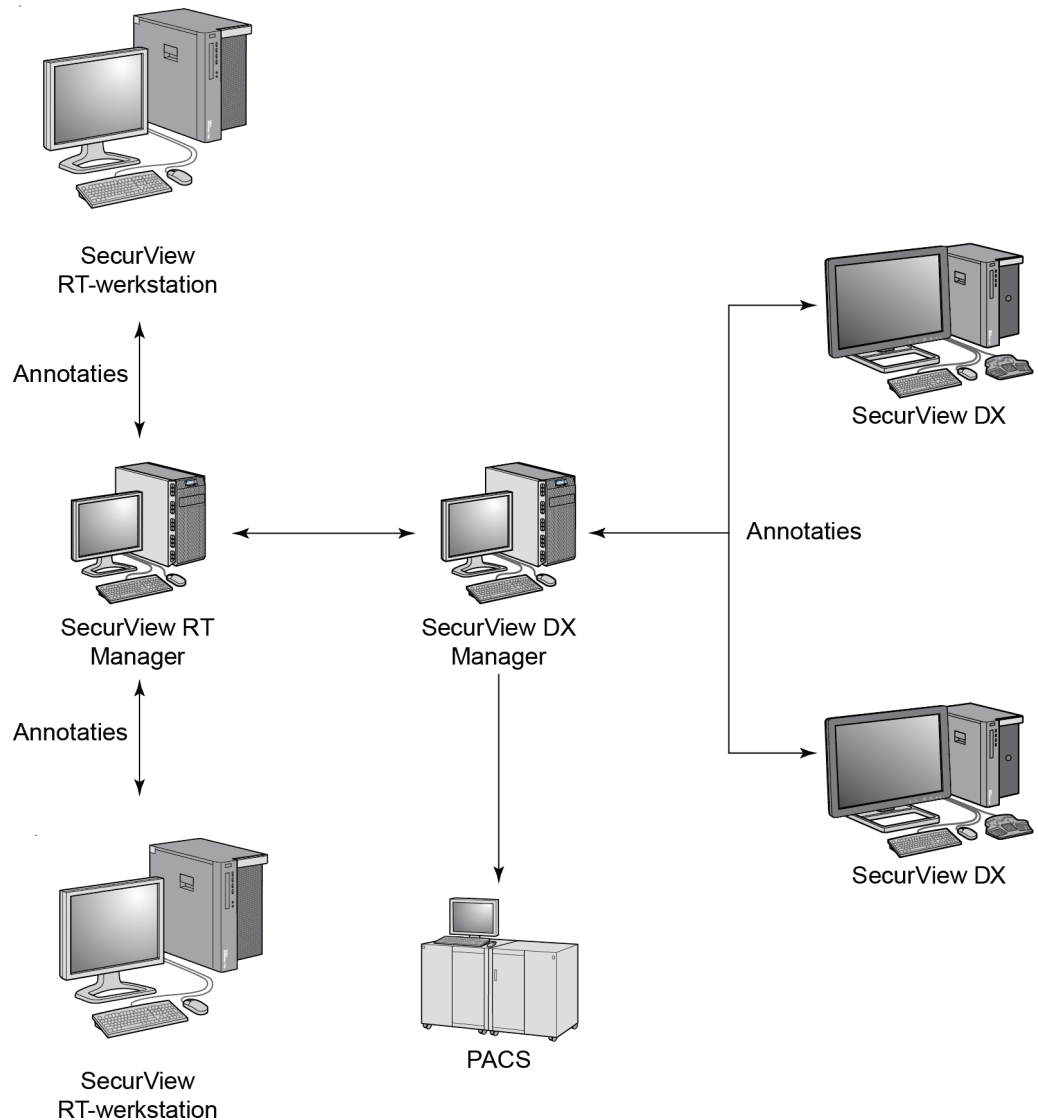 SecurView
RT-werkstation
Annotaties
SecurView DX
Annotaties
SecurView RT
Manager
SecurView DX
Manager
Annotaties
SecurView DX
PACS
SecurView
RT-werkstation